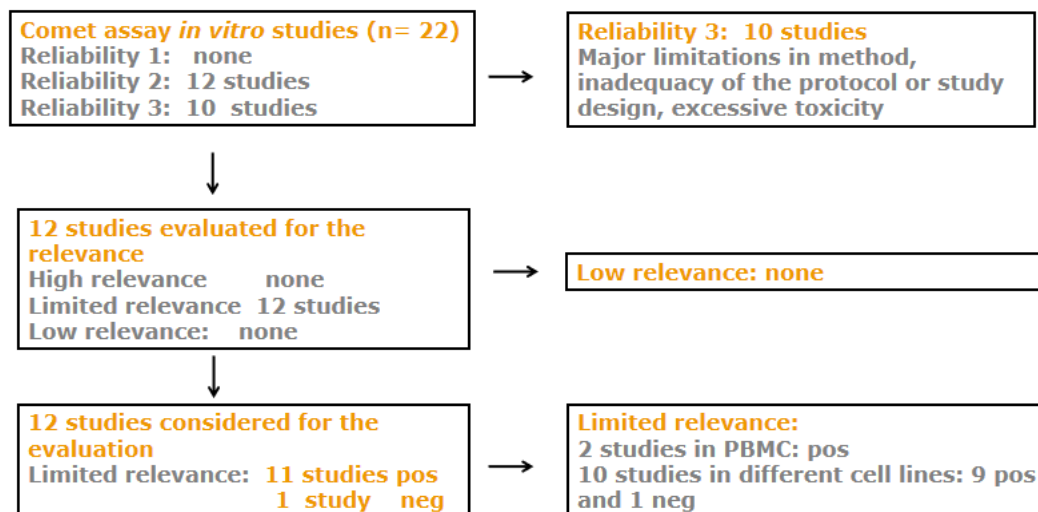 Comet assay in vitro studies (n= 22)
Reliability 1: none
Reliability 2: 12 studies
Reliability 3: 10 studies
Reliability 3: 10 studies
Major limitations in method,
inadequacy of the protocol or study
design, excessive toxicity
12 studies evaluated for the
relevance
High relevance none
Limited relevance 12 studies
Low relevance: none
Low relevance: none
12 studies considered for the
evaluation
Limited relevance: 11 studies pos
1 study neg
Limited relevance:
2 studies in PBMC: pos
10 studies in different cell lines: 9 pos
and 1 neg